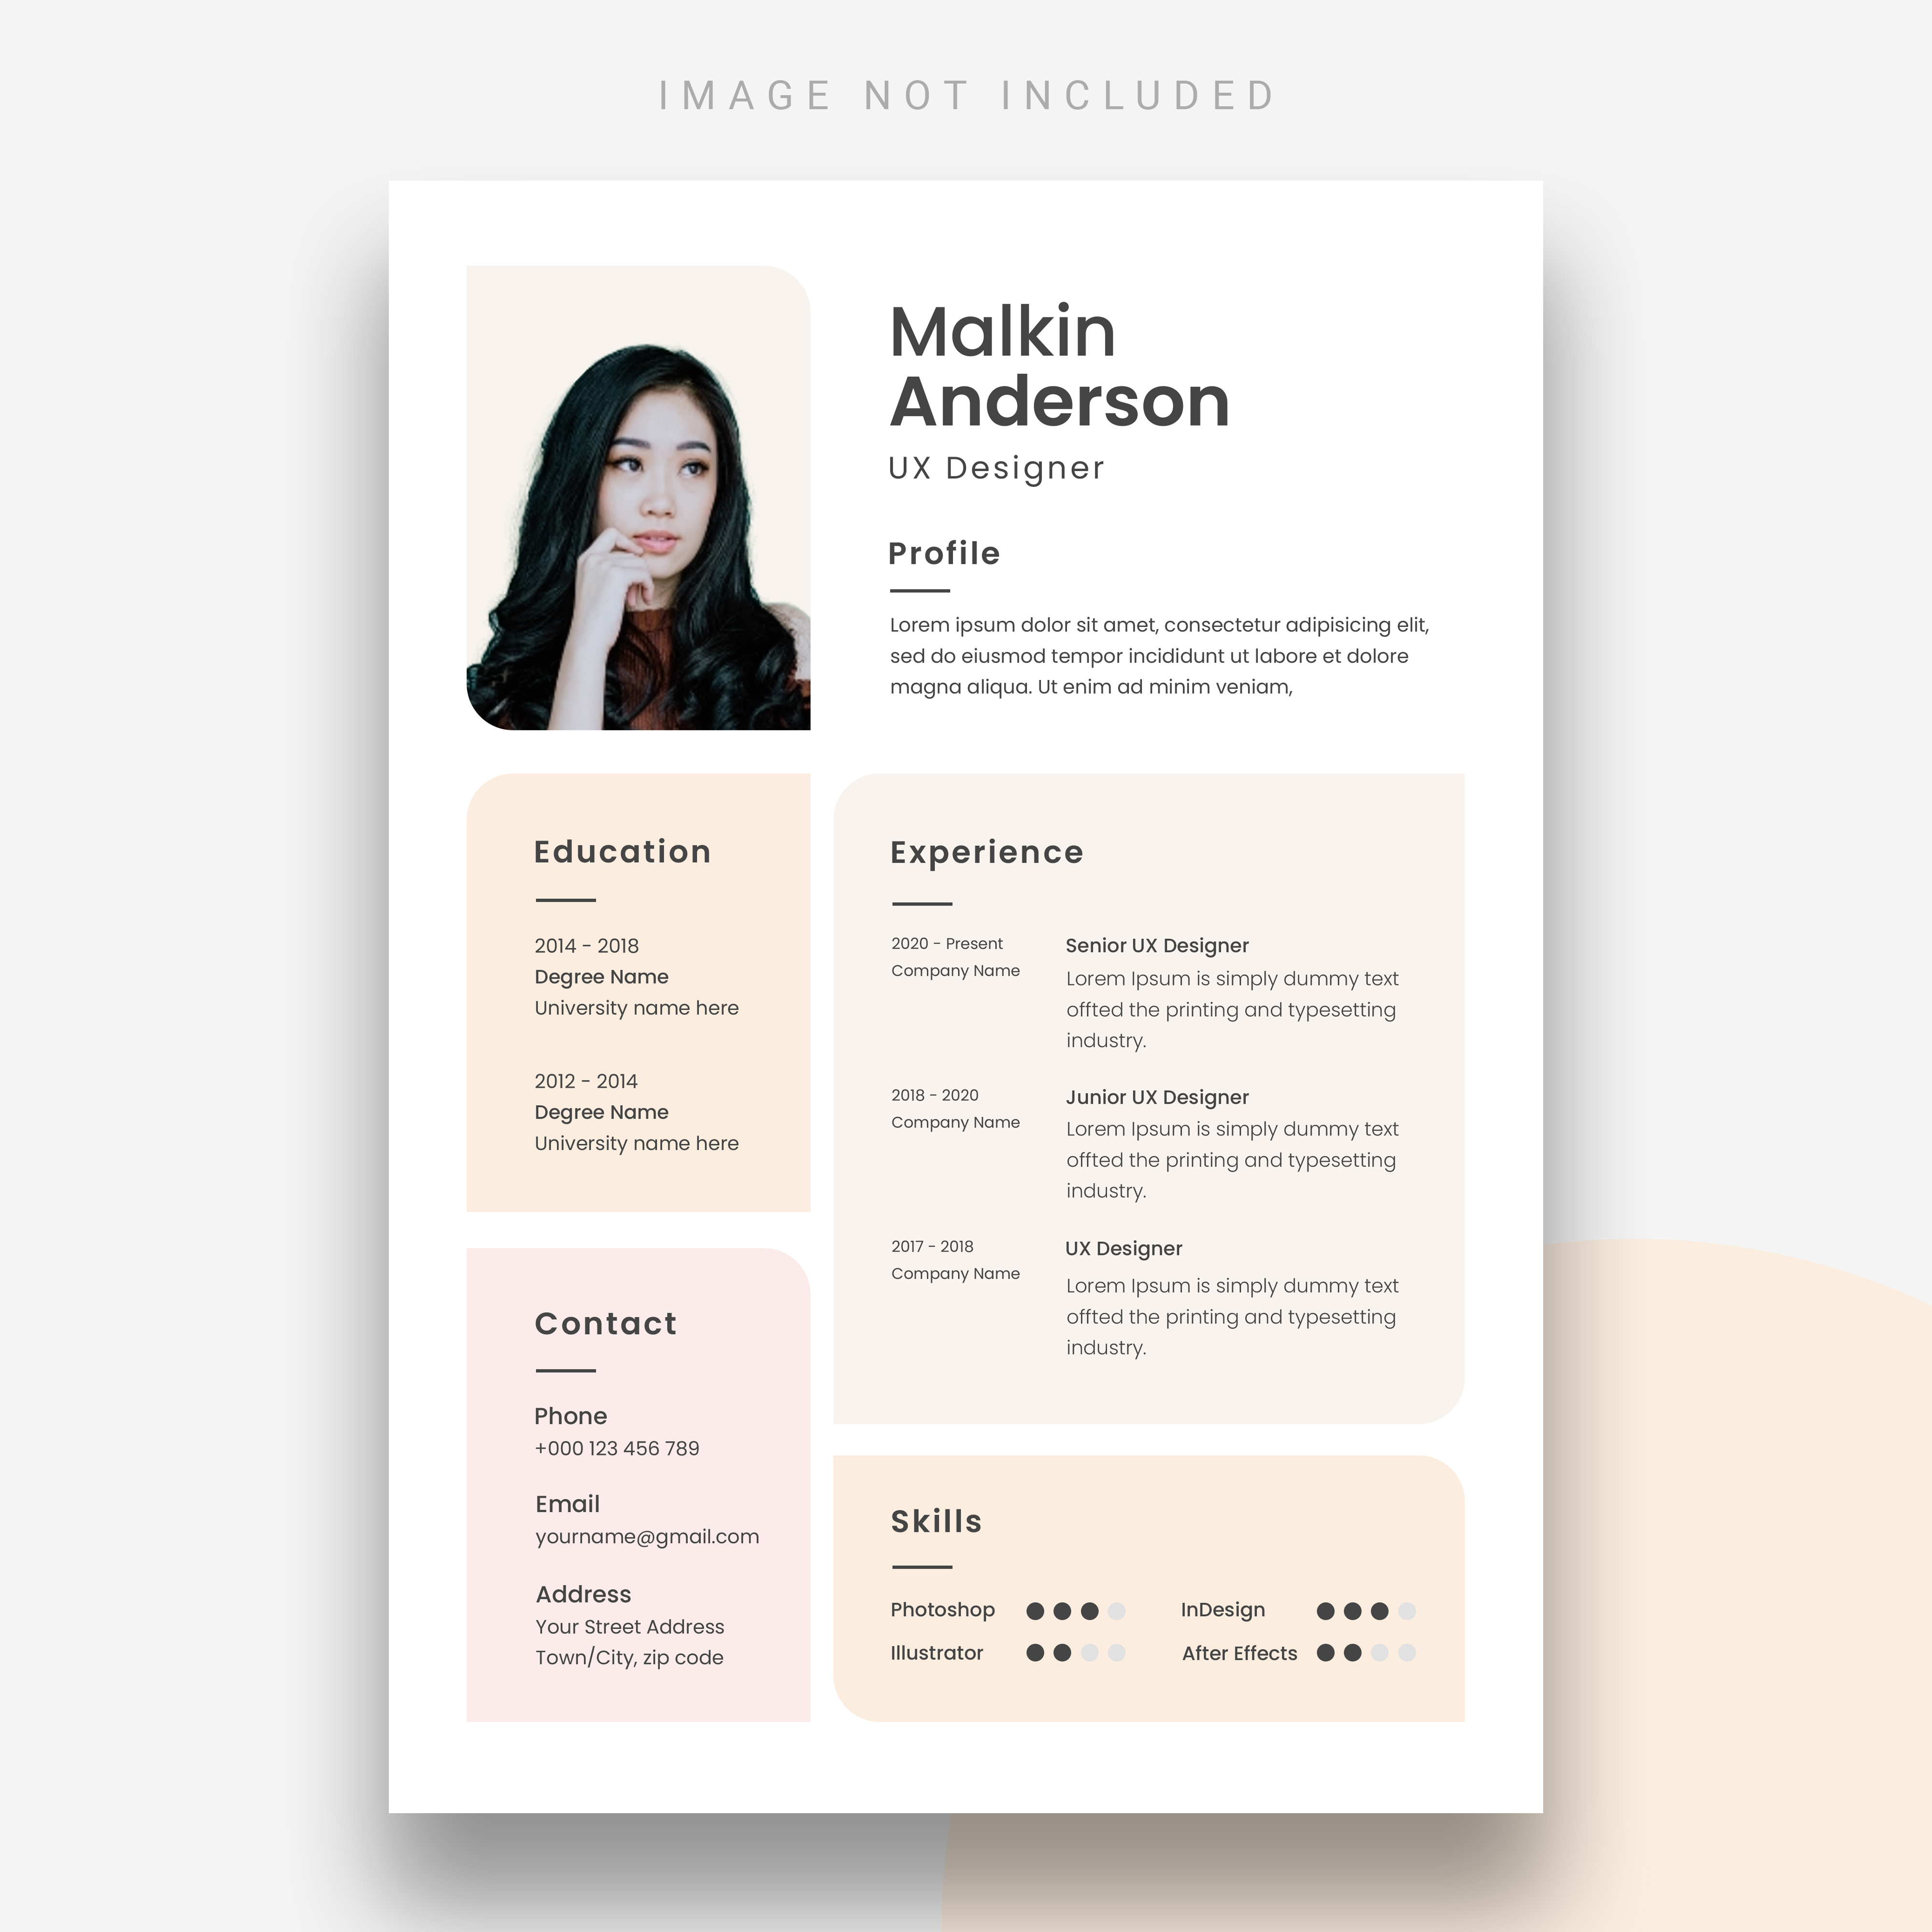 IMAGE NOT INCLUDED
Malkin
Anderson
UX Designer
Profile
Lorem ipsum dolor sit amet, consectetur adipisicing elit,
sed do eiusmod tempor incididunt ut labore et dolore
magna aliqua. Ut enim ad minim veniam,
Education
2014 - 2018
Degree Name
University name here
2012 - 2014
Degree Name
University name here
Contact
Phone
+000 123 456 789
Email
yourname@gmail.com
Address
Your Street Address
Town/City, zip code
Experience
2020 - Present
Company Name
Senior UX Designer
Lorem Ipsum is simply dummy text
offted the printing and typesetting
industry.
2018 - 2020
Company Name
Junior UX Designer
Lorem Ipsum is simply dummy text
offted the printing and typesetting
industry.
2017 - 2018
Company Name
UX Designer
Lorem Ipsum is simply dummy text
offted the printing and typesetting
industry.
Skills
Photoshop
Illustrator
InDesign
After Effects